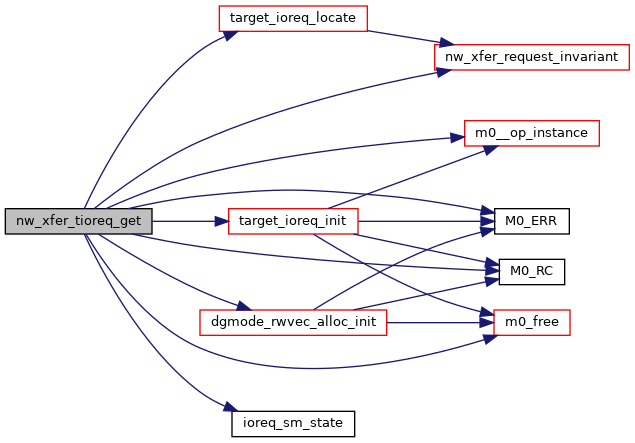 target_ioreq_locate
nw_xfer_request_invariant
m0__op_instance
nw_xfer_tioreq_get
target_ioreq_init
M0_ERR
M0_RC
dgmode_rwvec_alloc_init
m0_free
ioreq_sm_state